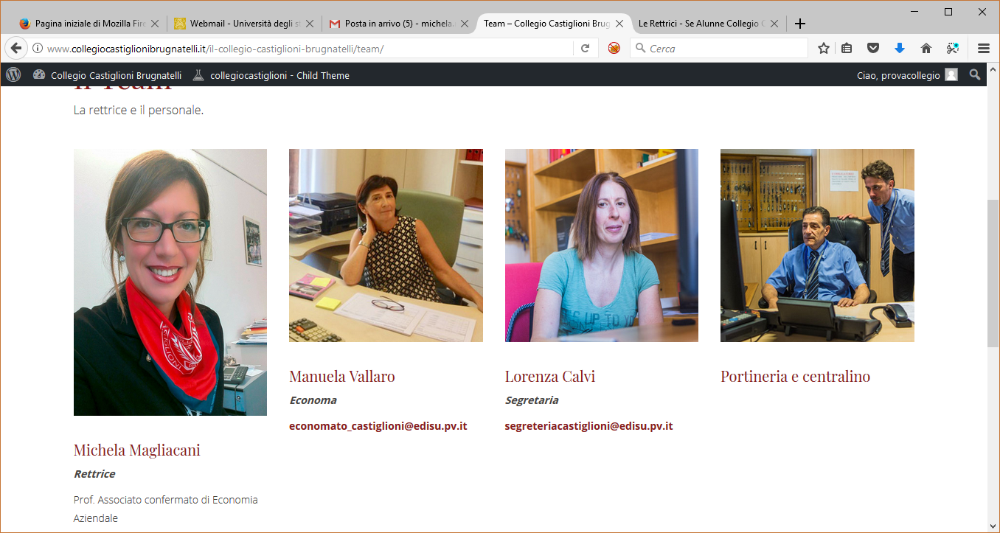 Pagina iniziale di Mozilla Fire
Webmail - Università degli st
Posta in arrivo (5) - michela.
Team – Collegio Castiglioni Brug
Le Rettrici - Se Alunne Collegio C
www.collegiocastiglionibrugnatelli.it/il-collegio-castiglioni-brugnatelli/team/
Cerca
Collegio Castiglioni Brugnatelli
collegiocastiglioni - Child Theme
Ciao, provacollegio
Il Team
La rettrice e il personale.
Manuela Vallaro
Economa
economato_castiglioni@edisu.pv.it
Lorenza Calvi
Segretaria
segreteriacastiglioni@edisu.pv.it
Portineria e centralino
Michela Magliacani
Rettrice
Prof. Associato confermato di Economia
Aziendale